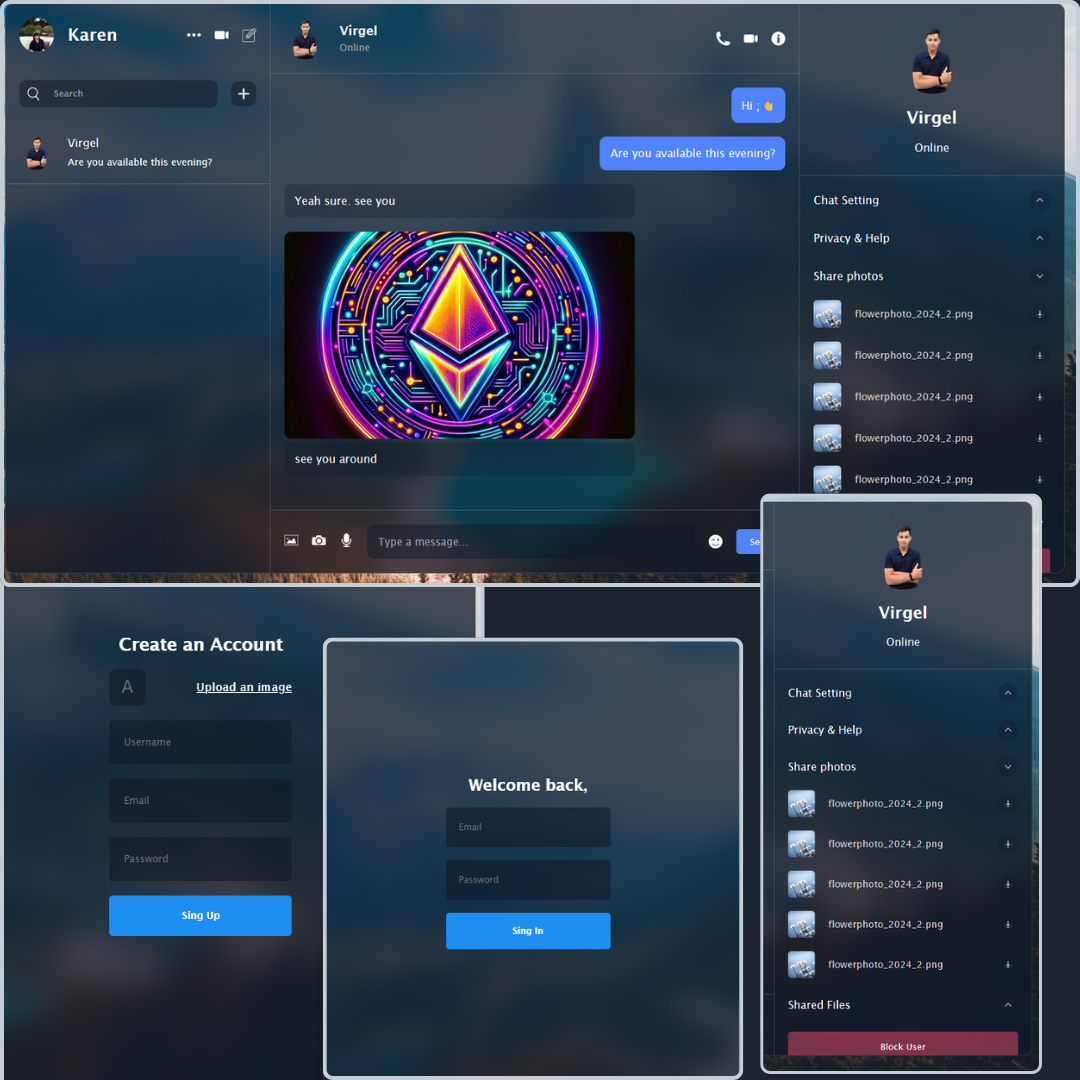 Karen
Search
Virgel
Are you available this evening?
Virgel
Online
Hi ; 👋
Are you available this evening?
Yeah sure. see you
see you around
Type a message...
Virgel
Online
Chat Setting
Privacy & Help
Share photos
flowerphoto_2024_2.png
flowerphoto_2024_2.png
flowerphoto_2024_2.png
flowerphoto_2024_2.png
flowerphoto_2024_2.png
Create an Account
A
Upload an image
Username
Email
Password
Sing Up
Welcome back,
Email
Password
Sing In
Virgel
Online
Chat Setting
Privacy & Help
Share photos
flowerphoto_2024_2.png
flowerphoto_2024_2.png
flowerphoto_2024_2.png
flowerphoto_2024_2.png
flowerphoto_2024_2.png
Shared Files
Block User